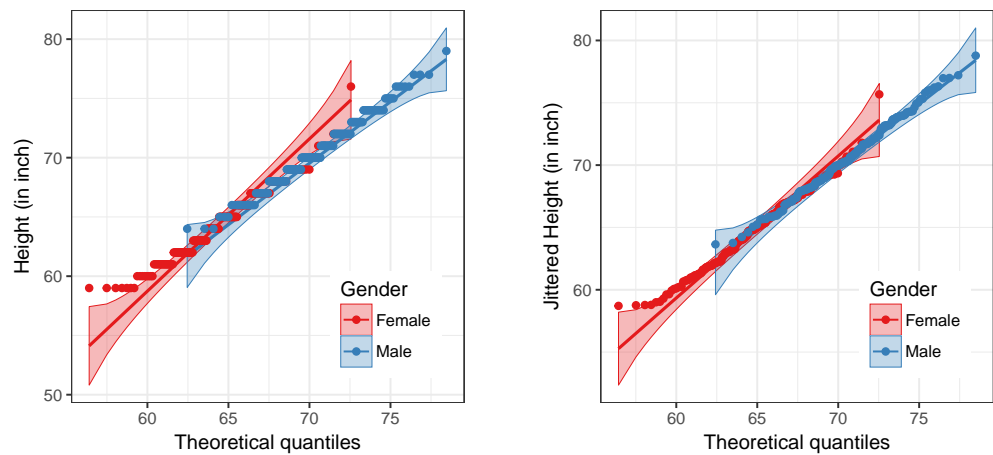 80
70
60
50
Height (in inch)
60 65 70 75
Theoretical quantiles
Gender
Female
Male
80
70
60
Jittered Height (in inch)
60 65 70 75
Theoretical quantiles
Gender
Female
Male